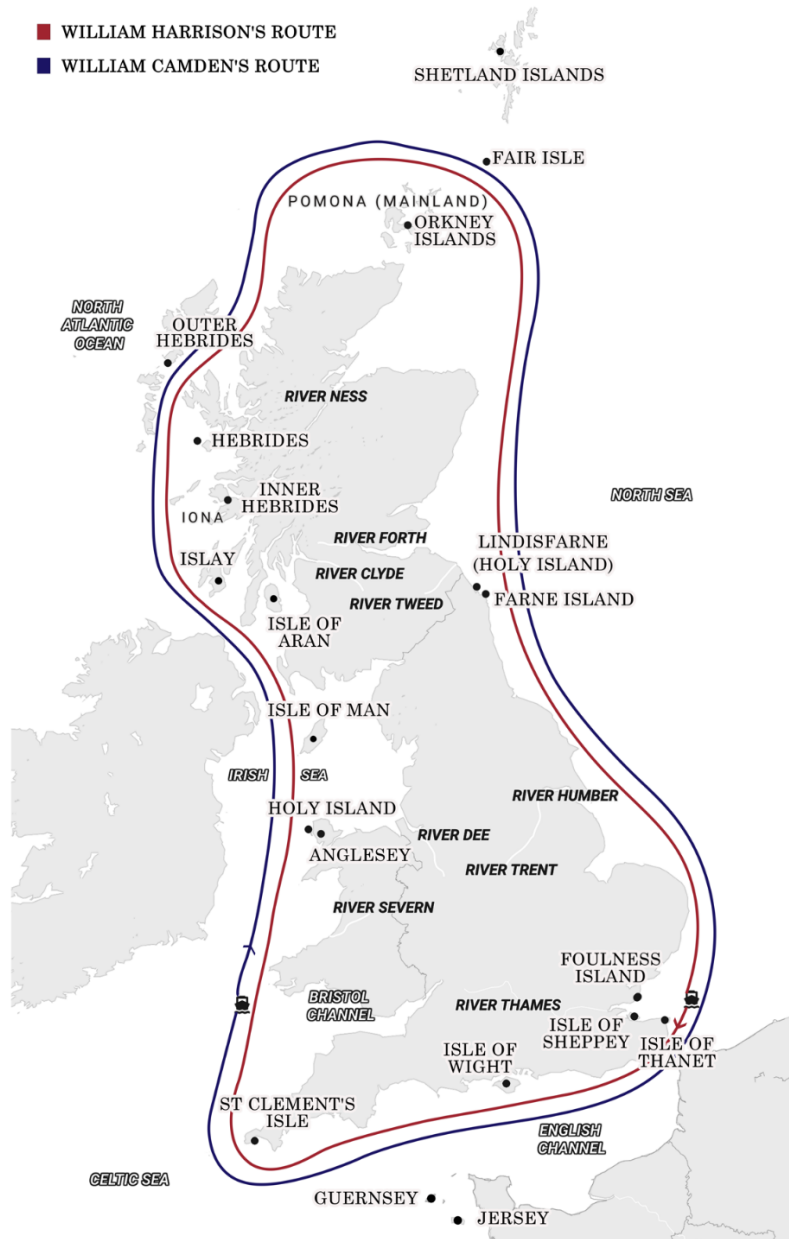 WILLIAM HARRISON'S ROUTE
WILLIAM CAMDEN'S ROUTE
SHETLAND ISLANDS
FAIR ISLE
POMONA (MAINLAND)
ORKNEY
ISLANDS
NORTH
ATLANTIC
OCEAN
OUTER
HEBRIDES
RIVER NESS
HEBRIDES
INNER
HEBRIDES
IONA
NORTH SEA
RIVER FORTH
LINDISFARNE
(HOLY ISLAND)
ISLAY
RIVER CLYDE
FARNE ISLAND
RIVER TWEED
ISLE OF
ARAN
ISLE OF MAN
IRISH SEA
RIVER HUMBER
HOLY ISLAND
RIVER DEE
ANGLESEY
RIVER TRENT
RIVER SEVERN
FOULNESS
ISLAND
BRISTOL
CHANNEL
RIVER THAMES
ISLE OF
SHEPPEY
ISLE OF
THANET
ISLE OF
WIGHT
ST CLEMENT'S
ISLE
ENGLISH
CHANNEL
CELTIC SEA
GUERNSEY
JERSEY